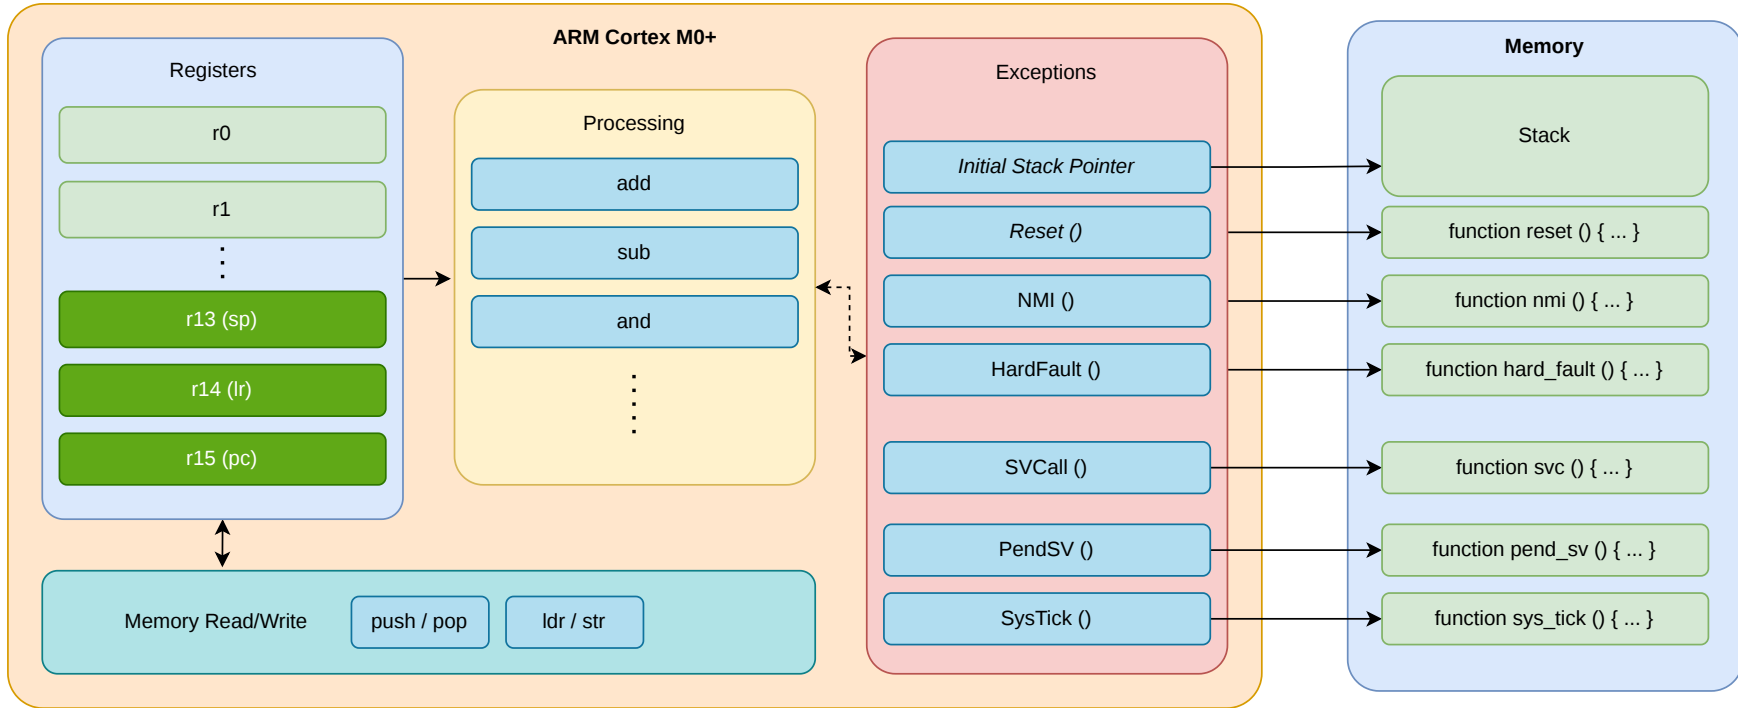 ARM Cortex M0+
Registers
r0
r1
r13 (sp)
r14 (lr)
r15 (pc)
Processing
add
sub
and
Memory Read/Write
push / pop
ldr / str
Exceptions
Initial Stack Pointer
Reset ()
NMI ()
HardFault ()
SVCall ()
PendSV ()
SysTick ()
Memory
Stack
function reset () { ... }
function nmi () { ... }
function hard_fault () { ... }
function svc () { ... }
function pend_sv () { ... }
function sys_tick () { ... }